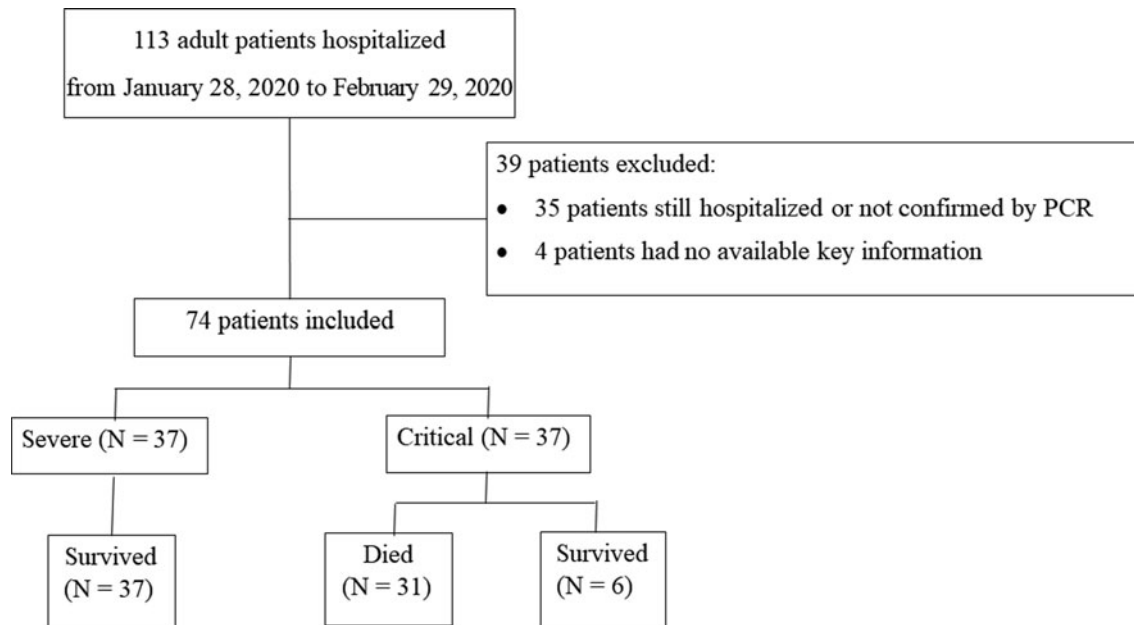 113 adult patients hospitalized
from January 28, 2020 to February 29, 2020
39 patients excluded:
• 35 patients still hospitalized or not confirmed by PCR
• 4 patients had no available key information
74 patients included
Severe (N = 37)
Critical (N = 37)
Survived
(N = 37)
Died
(N = 31)
Survived
(N = 6)